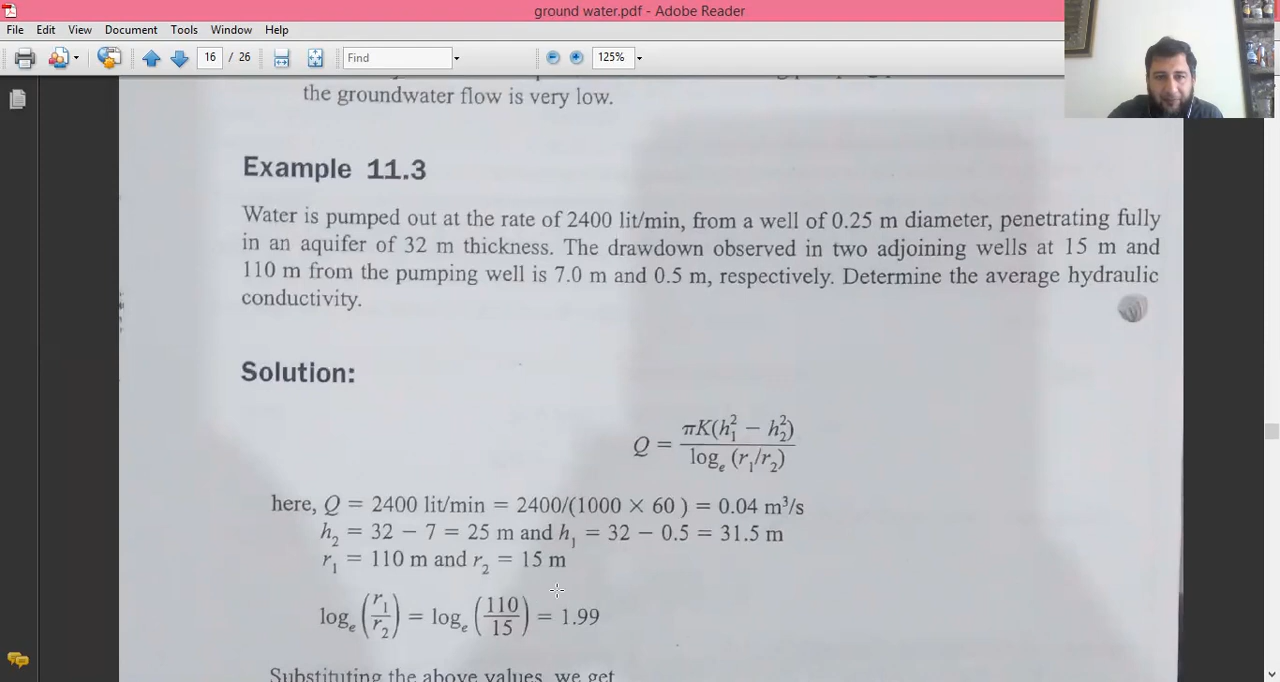 ground water.pdf - Adobe Reader
File Edit View Document Tools Window Help
16 / 26 Find 125%
the groundwater flow is very low.
Example 11.3
Water is pumped out at the rate of 2400 lit/min, from a well of 0.25 m diameter, penetrating fully
in an aquifer of 32 m thickness. The drawdown observed in two adjoining wells at 15 m and
110 m from the pumping well is 7.0 m and 0.5 m, respectively. Determine the average hydraulic
conductivity.
Solution:
Q = πK(h₁² − h₂²) / logₑ (r₁/r₂)
here, Q = 2400 lit/min = 2400/(1000 × 60 ) = 0.04 m³/s
h₂ = 32 − 7 = 25 m and h₁ = 32 − 0.5 = 31.5 m
r₁ = 110 m and r₂ = 15 m
logₑ (r₁/r₂) = logₑ (110/15) = 1.99
Substituting the above values, we get